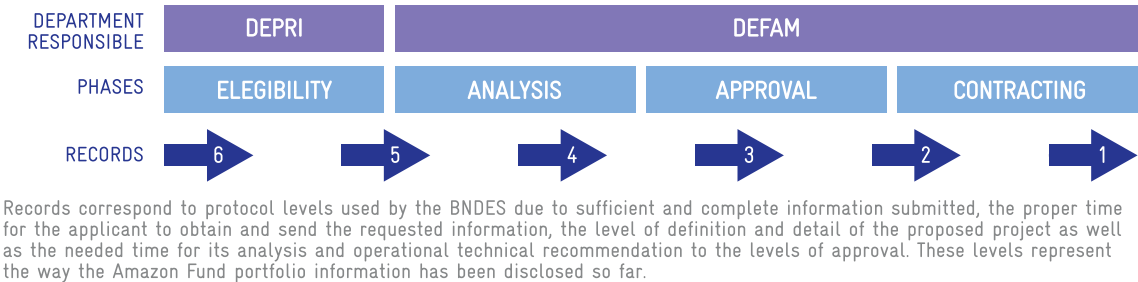 DEPARTMENT
RESPONSIBLE
DEPRI
DEFAM
PHASES
ELEGIBILITY
ANALYSIS
APPROVAL
CONTRACTING
RECORDS
6
5
4
3
2
1
Records correspond to protocol levels used by the BNDES due to sufficient and complete information submitted, the proper time
for the applicant to obtain and send the requested information, the level of definition and detail of the proposed project as well
as the needed time for its analysis and operational technical recommendation to the levels of approval. These levels represent
the way the Amazon Fund portfolio information has been disclosed so far.